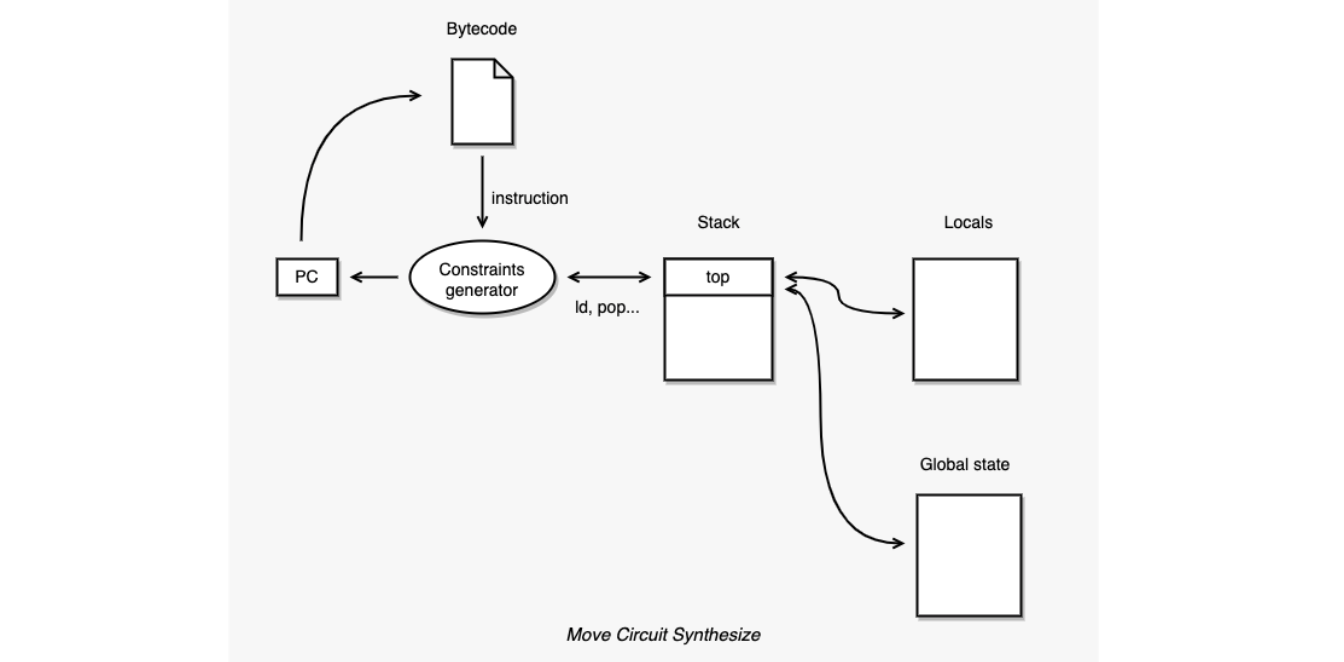 Bytecode
instruction
Stack
Locals
PC
Constraints
generator
top
ld, pop...
Global state
Move Circuit Synthesize